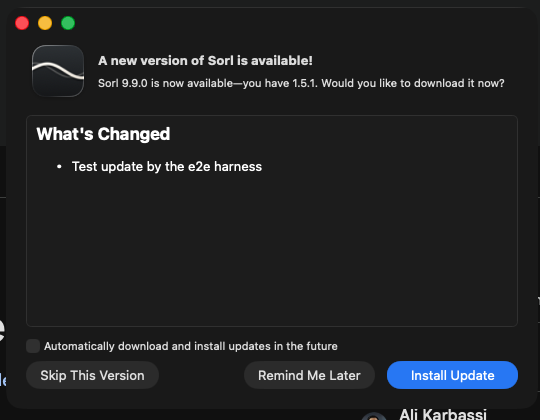 A new version of Sorl is available!
Sorl 9.9.0 is now available—you have 1.5.1. Would you like to download it now?
What's Changed
• Test update by the e2e harness
Automatically download and install updates in the future
Skip This Version
Remind Me Later
Install Update
Ali Karbassi